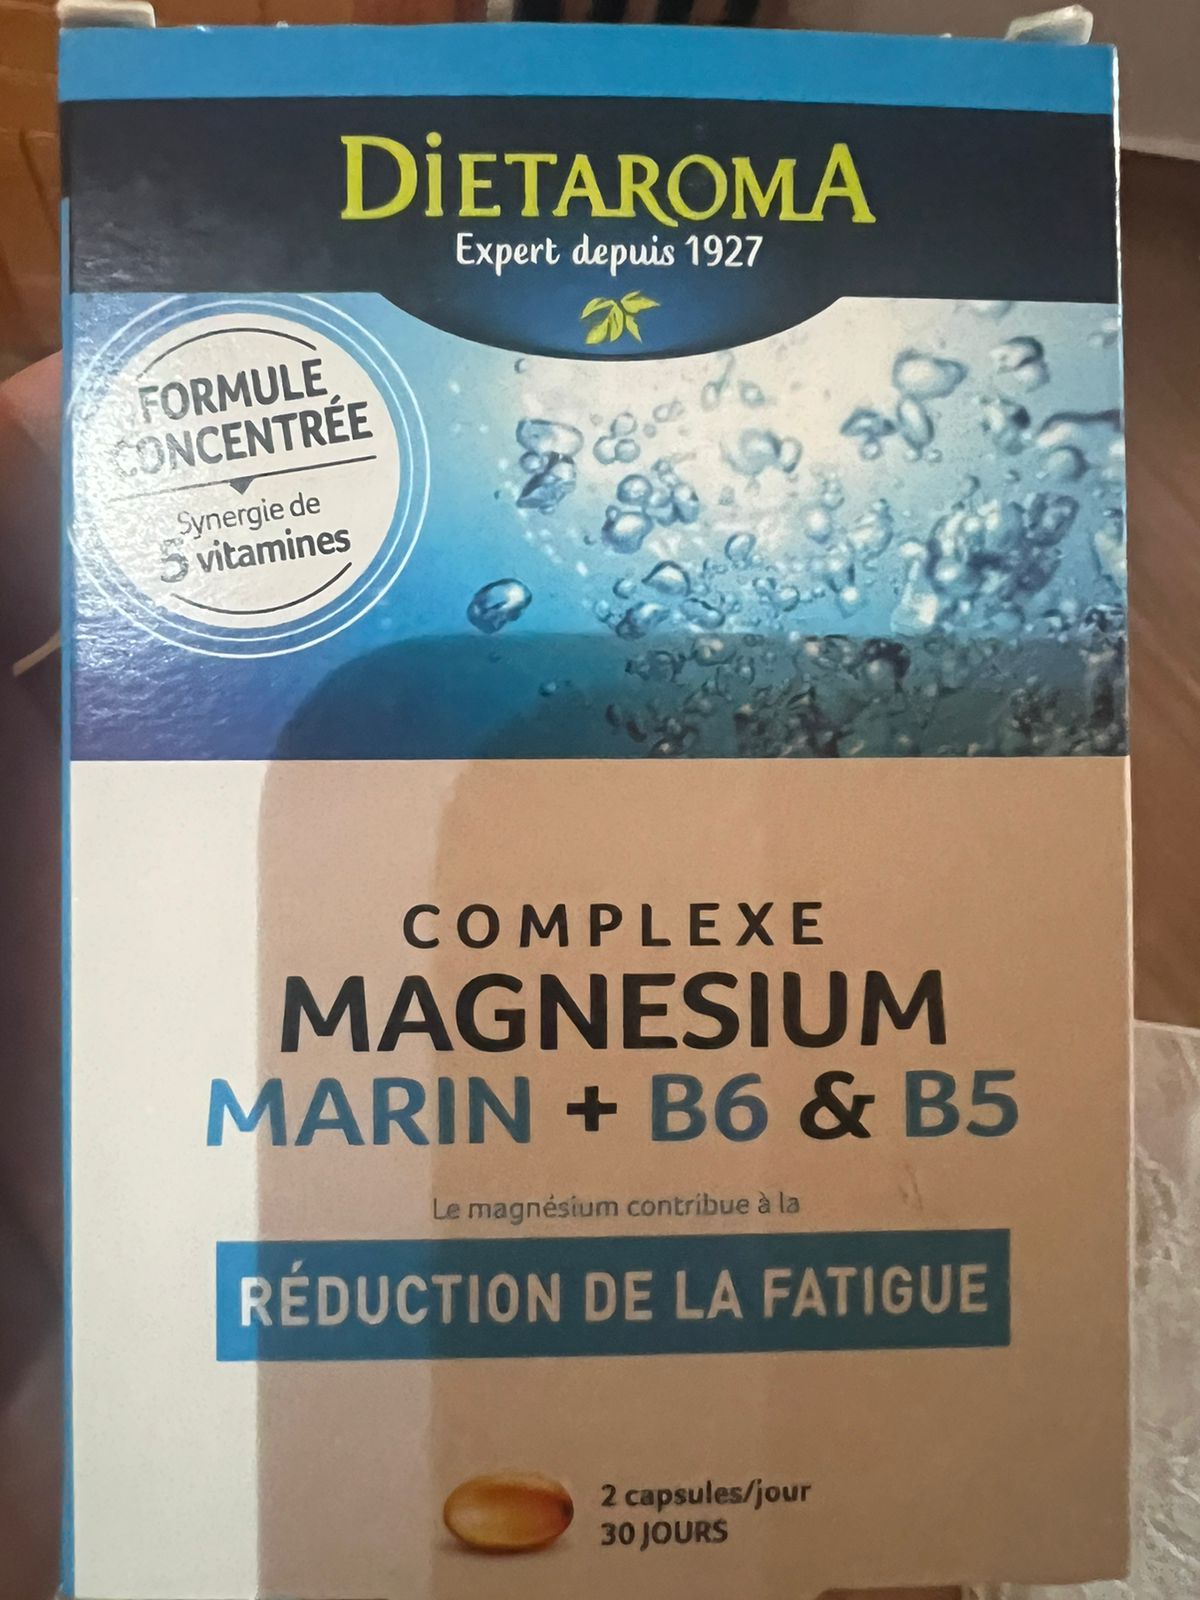 DiETAROMA
Expert depuis 1927
FORMULE
CONCENTRÉE
Synergie de
5 vitamines
COMPLEXE
MAGNESIUM
MARIN + B6 & B5
Le magnésium contribue à la
RÉDUCTION DE LA FATIGUE
2 capsules/jour
30 JOURS